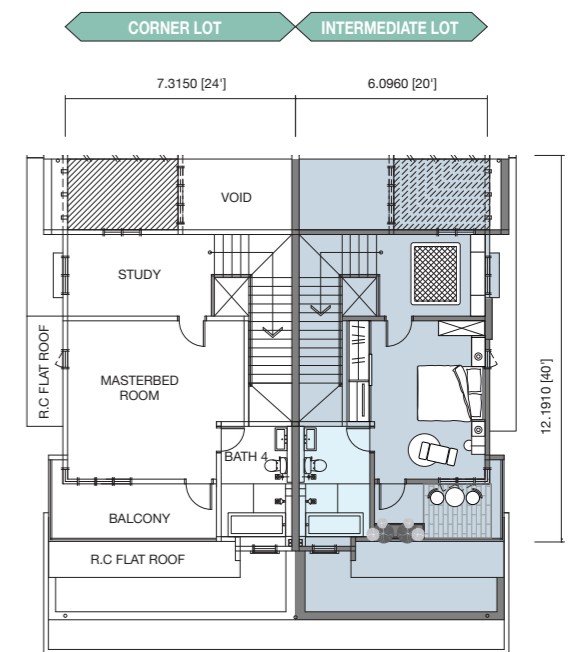 CORNER LOT
INTERMEDIATE LOT
7.3150 [24']
6.0960 [20']
VOID
STUDY
R.C FLAT ROOF
MASTERBED
ROOM
12.1910 [40']
BATH 4
BALCONY
R.C FLAT ROOF